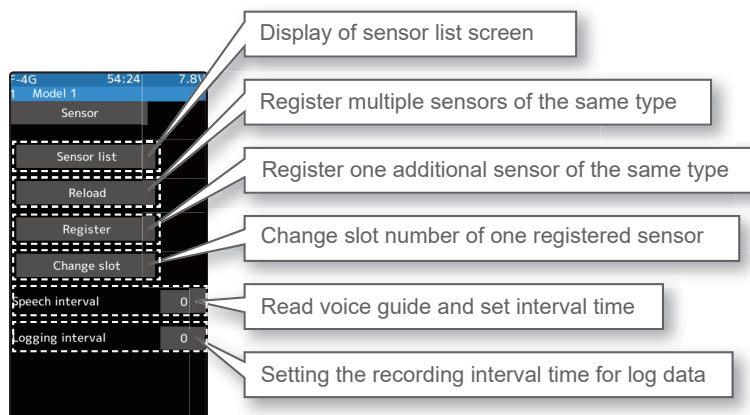 Display of sensor list screen
-4G 54:24 7.8V
1 Model 1
Sensor
Register multiple sensors of the same type
Sensor list
Register one additional sensor of the same type
Reload
Register
Change slot number of one registered sensor
Change slot
Speech interval 0
Read voice guide and set interval time
Logging interval 0
Setting the recording interval time for log data